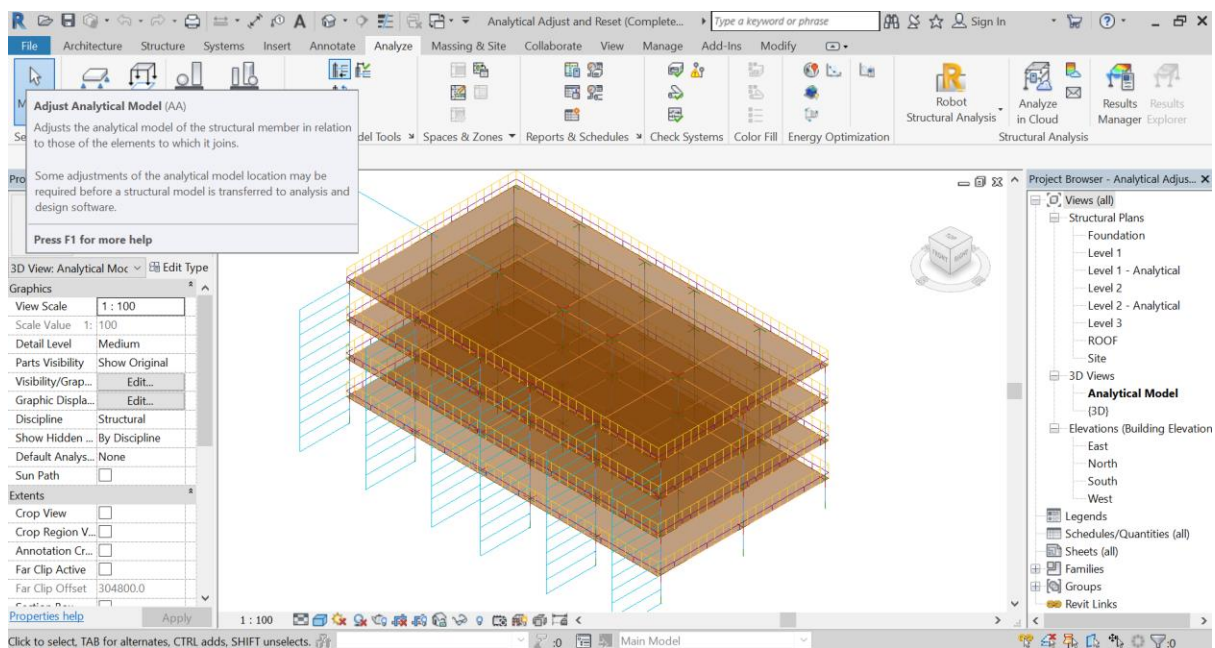 Analytical Adjust and Reset (Complete...
Type a keyword or phrase
Sign In
File Architecture Structure Systems Insert Annotate Analyze Massing & Site Collaborate View Manage Add-Ins Modify
Robot
Structural Analysis
Analyze
in Cloud
Results
Manager
Results
Explorer
Spaces & Zones Reports & Schedules Check Systems Color Fill Energy Optimization Structural Analysis
Adjust Analytical Model (AA)
Adjusts the analytical model of the structural member in relation
to those of the elements to which it joins.
Some adjustments of the analytical model location may be
required before a structural model is transferred to analysis and
design software.
Press F1 for more help
3D View: Analytical Moc Edit Type
Graphics
View Scale 1 : 100
Scale Value 1: 100
Detail Level Medium
Parts Visibility Show Original
Visibility/Grap... Edit...
Graphic Displa... Edit...
Discipline Structural
Show Hidden ... By Discipline
Default Analys... None
Sun Path
Extents
Crop View
Crop Region V...
Annotation Cr...
Far Clip Active
Far Clip Offset 304800.0
Properties help Apply
TOP
FRONT
RIGHT
Project Browser - Analytical Adjus...
Views (all)
Structural Plans
Foundation
Level 1
Level 1 - Analytical
Level 2
Level 2 - Analytical
Level 3
ROOF
Site
3D Views
Analytical Model
{3D}
Elevations (Building Elevation
East
North
South
West
Legends
Schedules/Quantities (all)
Sheets (all)
Families
Groups
Revit Links
1 : 100
Click to select, TAB for alternates, CTRL adds, SHIFT unselects.
:0
Main Model
:0